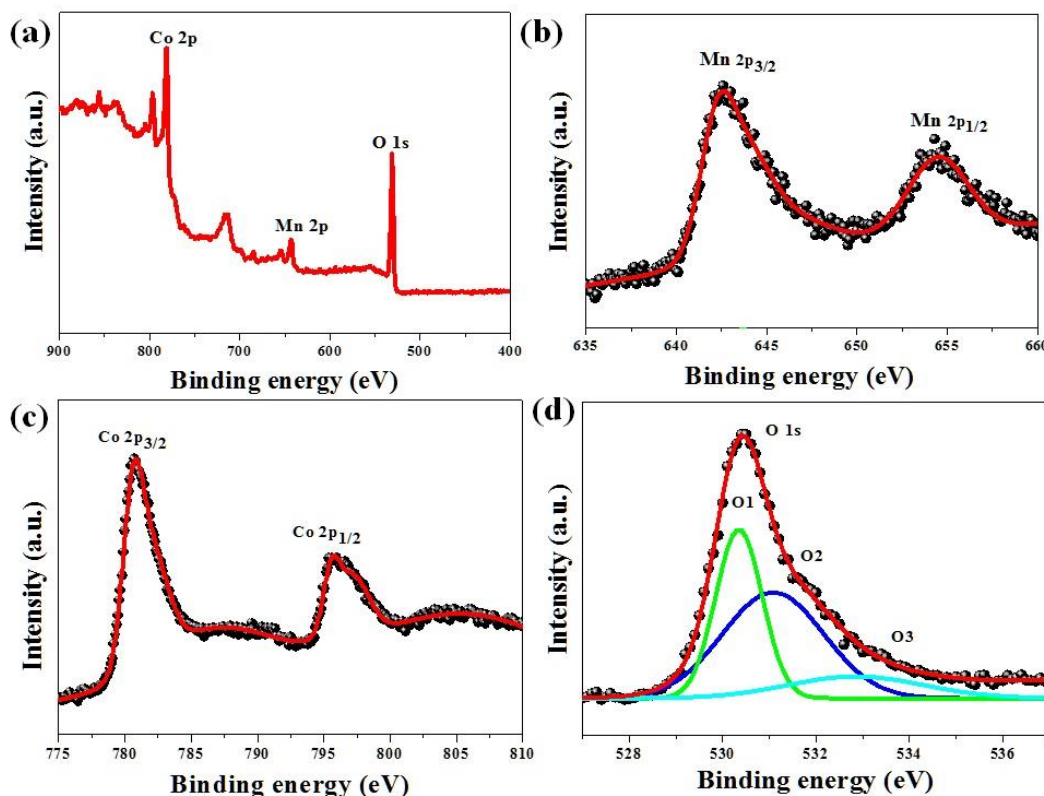 (a)
Co 2p
O 1s
Mn 2p
Intensity (a.u.)
900 800 700 600 500 400
Binding energy (eV)
(b)
Mn 2p3/2
Mn 2p1/2
Intensity (a.u.)
635 640 645 650 655 660
Binding energy (eV)
(c)
Co 2p3/2
Co 2p1/2
Intensity (a.u.)
775 780 785 790 795 800 805 810
Binding energy (eV)
(d)
O 1s
O1
O2
O3
Intensity (a.u.)
528 530 532 534 536
Binding energy (eV)